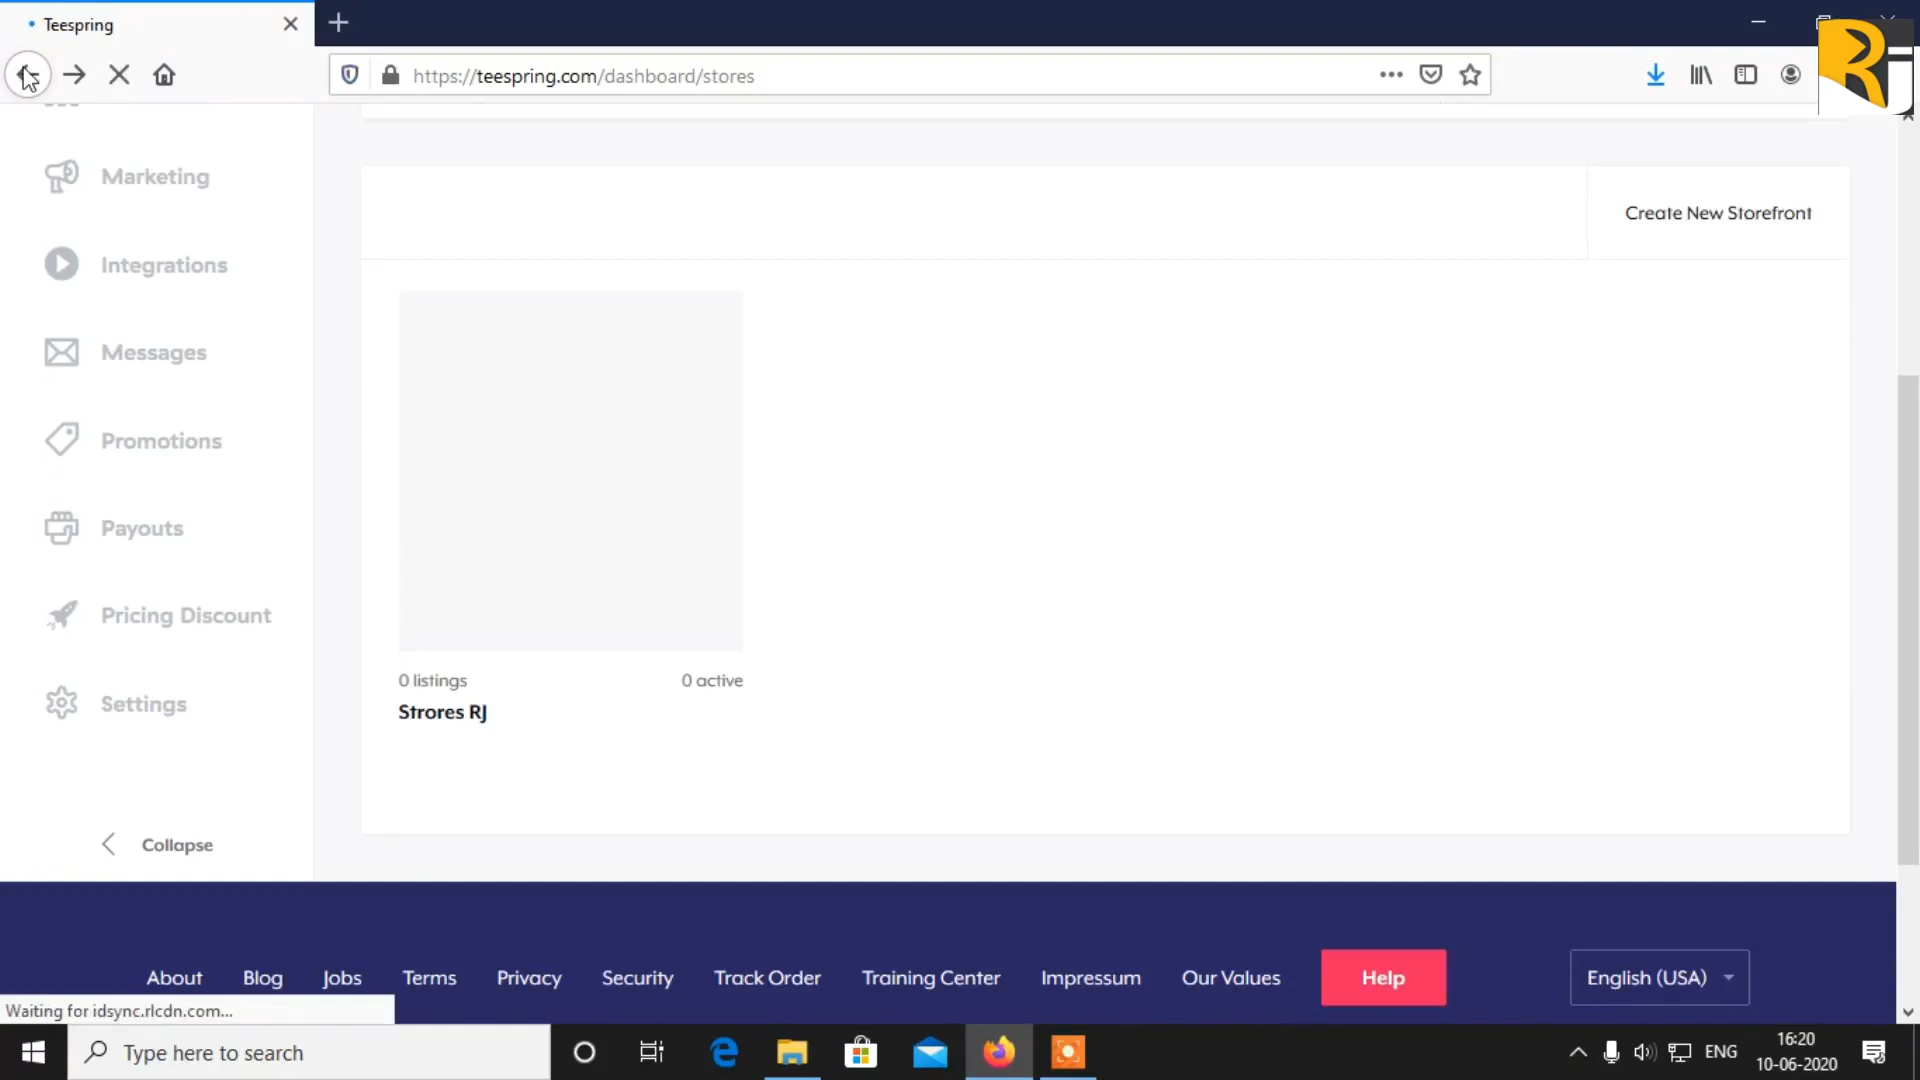 Teespring
https://teespring.com/dashboard/stores
RJ
Marketing
Integrations
Messages
Promotions
Payouts
Pricing Discount
Settings
Collapse
Create New Storefront
0 listings
0 active
Strores RJ
About
Blog
Jobs
Terms
Privacy
Security
Track Order
Training Center
Impressum
Our Values
Help
English (USA)
Waiting for idsync.rlcdn.com...
Type here to search
ENG
16:20
10-06-2020